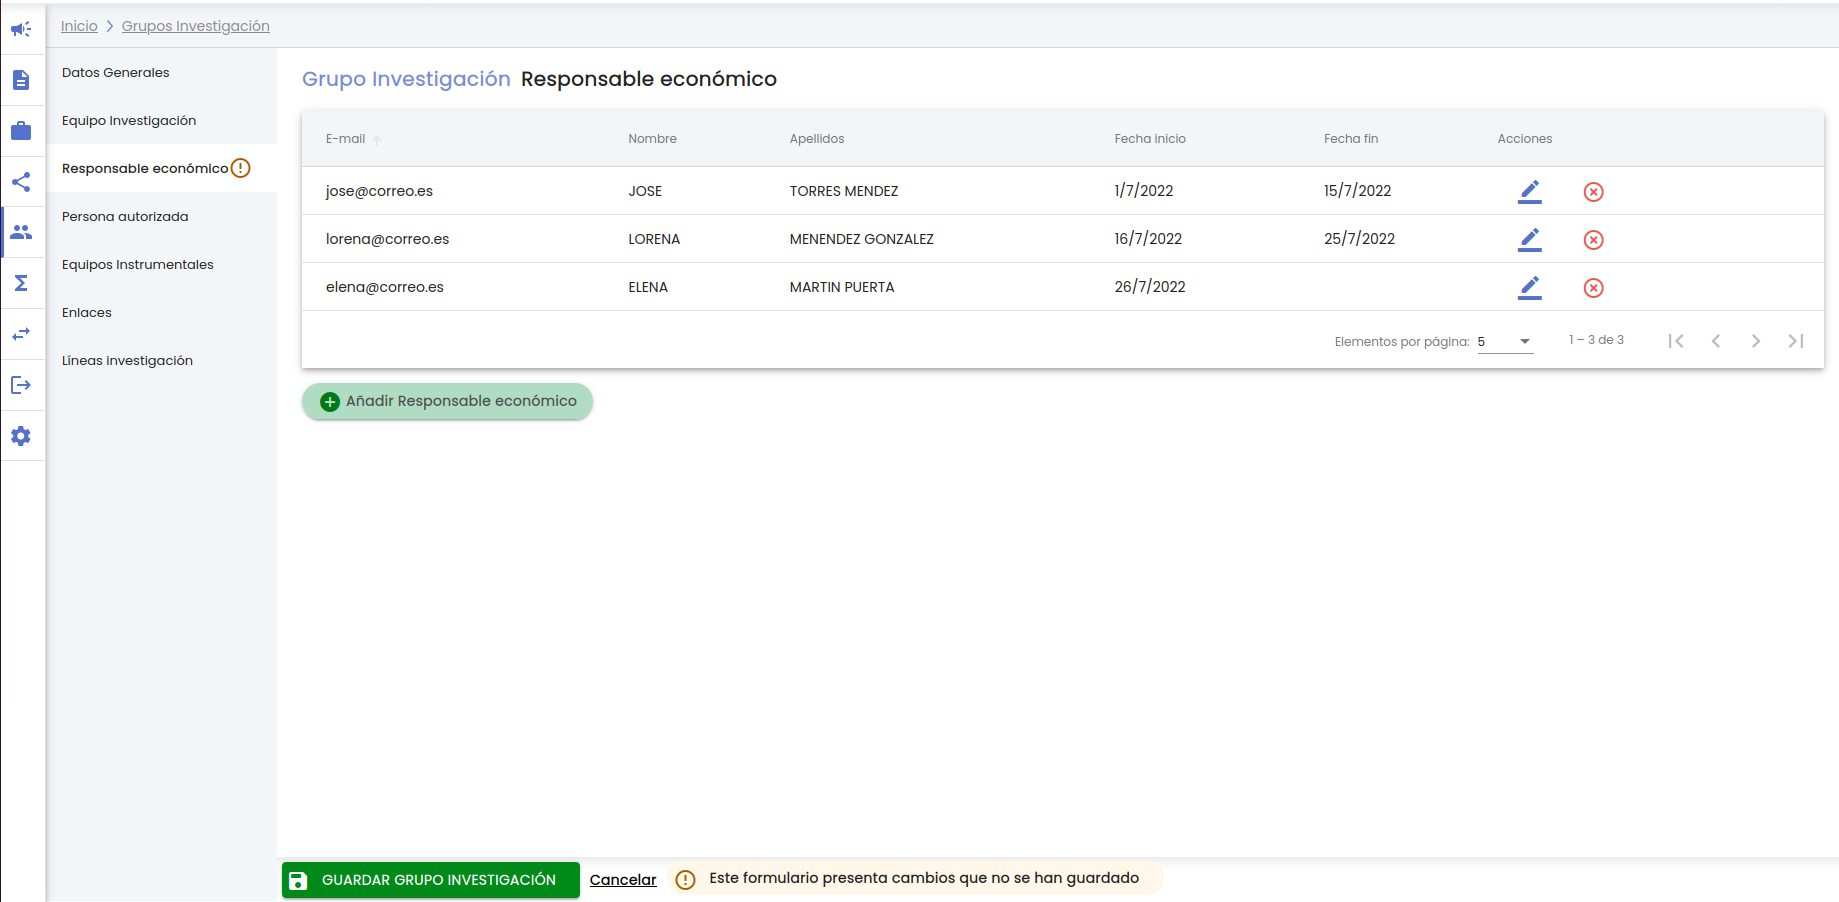 Inicio Grupos Investigación
Datos Generales
Equipo Investigación
Responsable económico
Persona autorizada
Equipos Instrumentales
Enlaces
Líneas investigación
Grupo Investigación Responsable económico
E-mail Nombre Apellidos Fecha inicio Fecha fin Acciones
jose@correo.es JOSE TORRES MENDEZ 1/7/2022 15/7/2022
lorena@correo.es LORENA MENENDEZ GONZALEZ 16/7/2022 25/7/2022
elena@correo.es ELENA MARTIN PUERTA 26/7/2022
Elementos por página: 5 1 – 3 de 3
Añadir Responsable económico
GUARDAR GRUPO INVESTIGACIÓN Cancelar Este formulario presenta cambios que no se han guardado